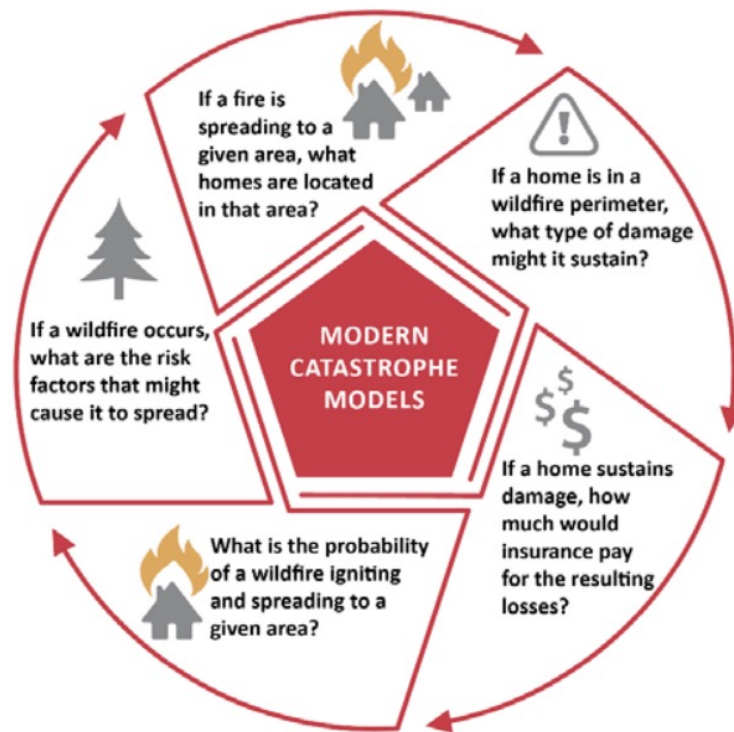 If a fire is
spreading to a
given area, what
homes are located
in that area?
If a home is in a
wildfire perimeter,
what type of damage
might it sustain?
If a wildfire occurs,
what are the risk
factors that might
cause it to spread?
MODERN
CATASTROPHE
MODELS
$
$
$
If a home sustains
damage, how
much would
insurance pay
for the resulting
losses?
What is the probability
of a wildfire igniting
and spreading to a
given area?